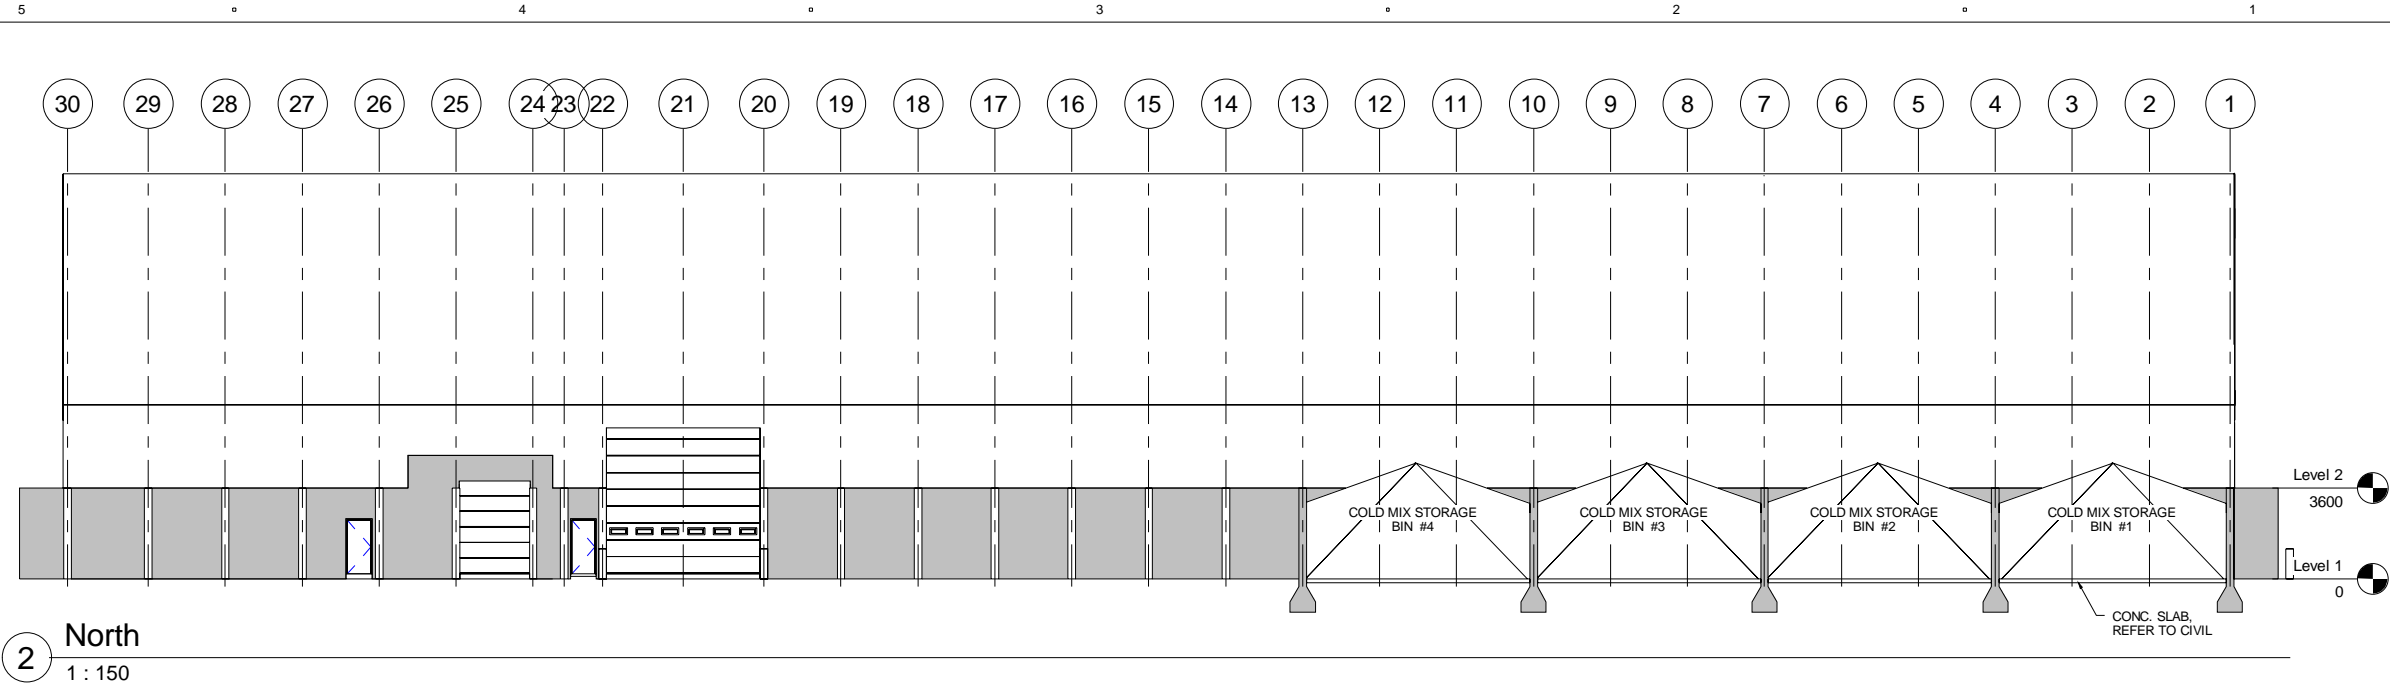 5 4 3 2 1
30 29 28 27 26 25 24 23 22 21 20 19 18 17 16 15 14 13 12 11 10 9 8 7 6 5 4 3 2 1
Level 2
3600
COLD MIX STORAGE
BIN #4
COLD MIX STORAGE
BIN #3
COLD MIX STORAGE
BIN #2
COLD MIX STORAGE
BIN #1
Level 1
0
CONC. SLAB,
REFER TO CIVIL
2 North
1 : 150